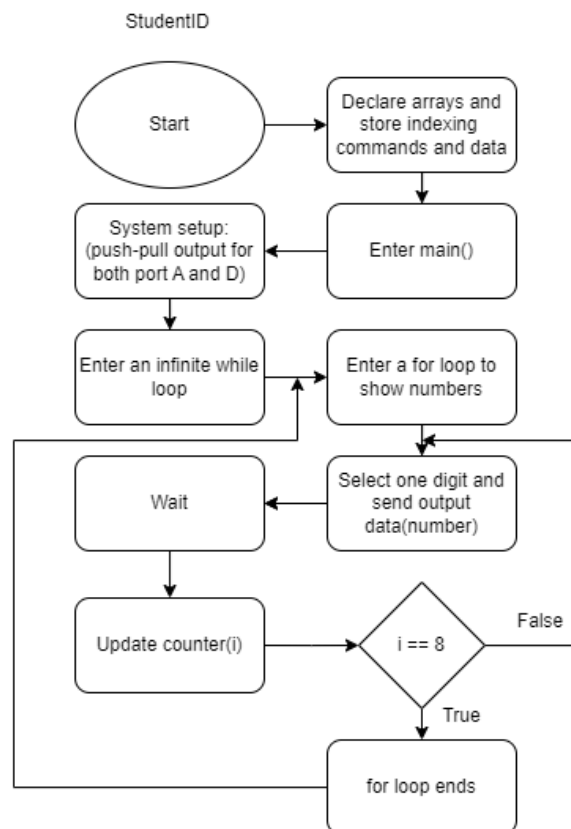 StudentID
Start
Declare arrays and
store indexing
commands and data
System setup:
(push-pull output for
both port A and D)
Enter main()
Enter an infinite while
loop
Enter a for loop to
show numbers
Wait
Select one digit and
send output
data(number)
Update counter(i)
i == 8
False
True
for loop ends